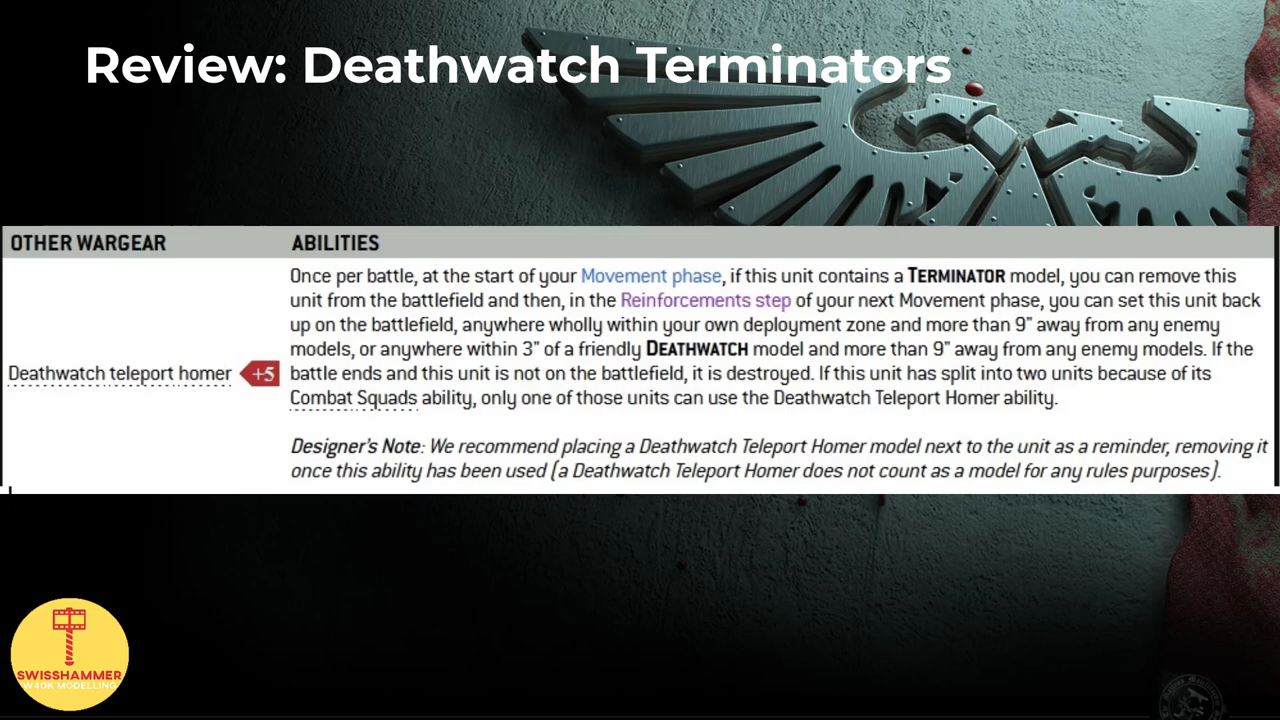 Review: Deathwatch Terminators
OTHER WARGEAR ABILITIES
Once per battle, at the start of your Movement phase, if this unit contains a TERMINATOR model, you can remove this
unit from the battlefield and then, in the Reinforcements step of your next Movement phase, you can set this unit back
up on the battlefield, anywhere wholly within your own deployment zone and more than 9" away from any enemy
models, or anywhere within 3" of a friendly DEATHWATCH model and more than 9" away from any enemy models. If the
Deathwatch teleport homer +5
battle ends and this unit is not on the battlefield, it is destroyed. If this unit has split into two units because of its
Combat Squads ability, only one of those units can use the Deathwatch Teleport Homer ability.
Designer's Note: We recommend placing a Deathwatch Teleport Homer model next to the unit as a reminder, removing it
once this ability has been used (a Deathwatch Teleport Homer does not count as a model for any rules purposes).
SWISSHAMMER
W40K MODELLING